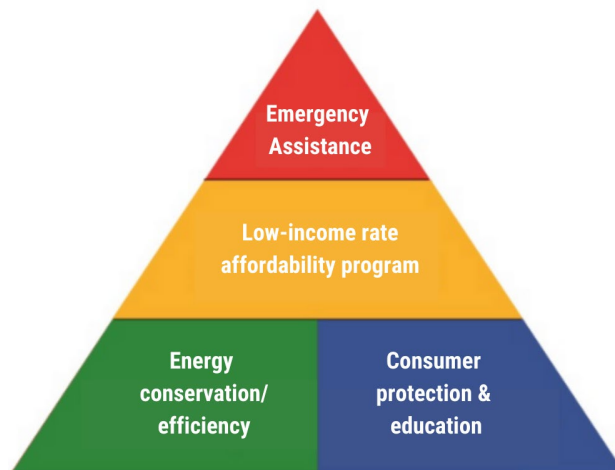 Emergency
Assistance
Low-income rate
affordability program
Energy
conservation/
efficiency
Consumer
protection &
education